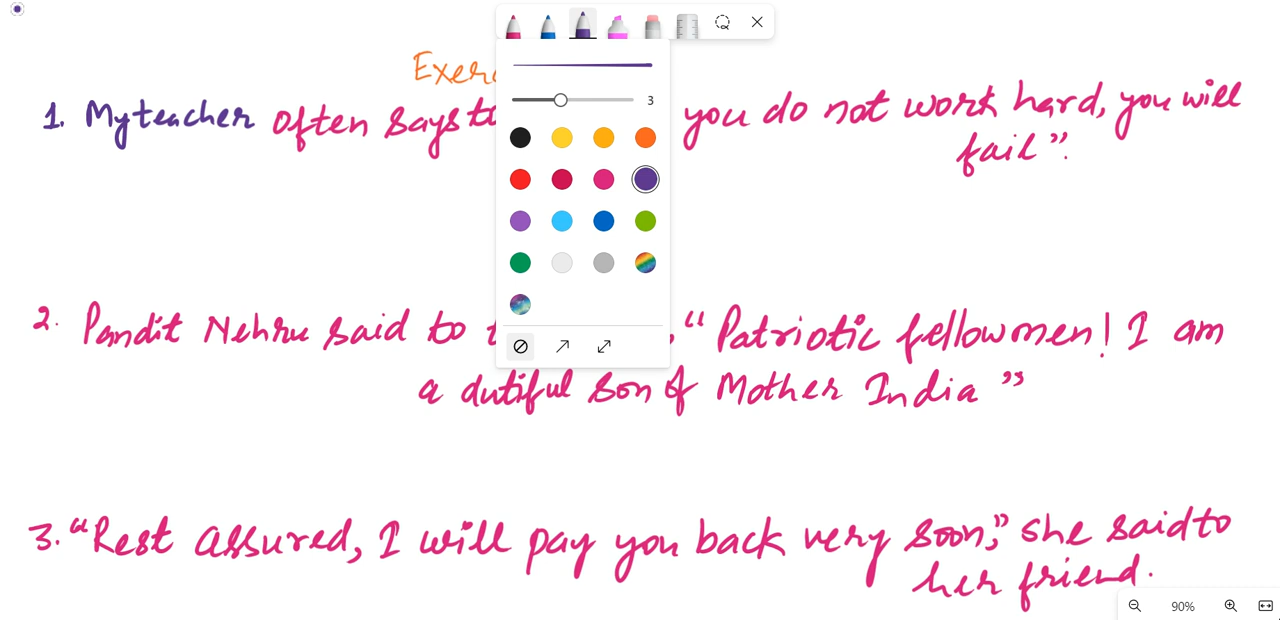 Exer
3
1. My teacher often says to you do not work hard, you will
fail".
2. Pandit Nehru said to "Patriotic fellowmen! I am
a dutiful son of Mother India"
3. "Rest assured, I will pay you back very soon," she said to
her friend.
90%